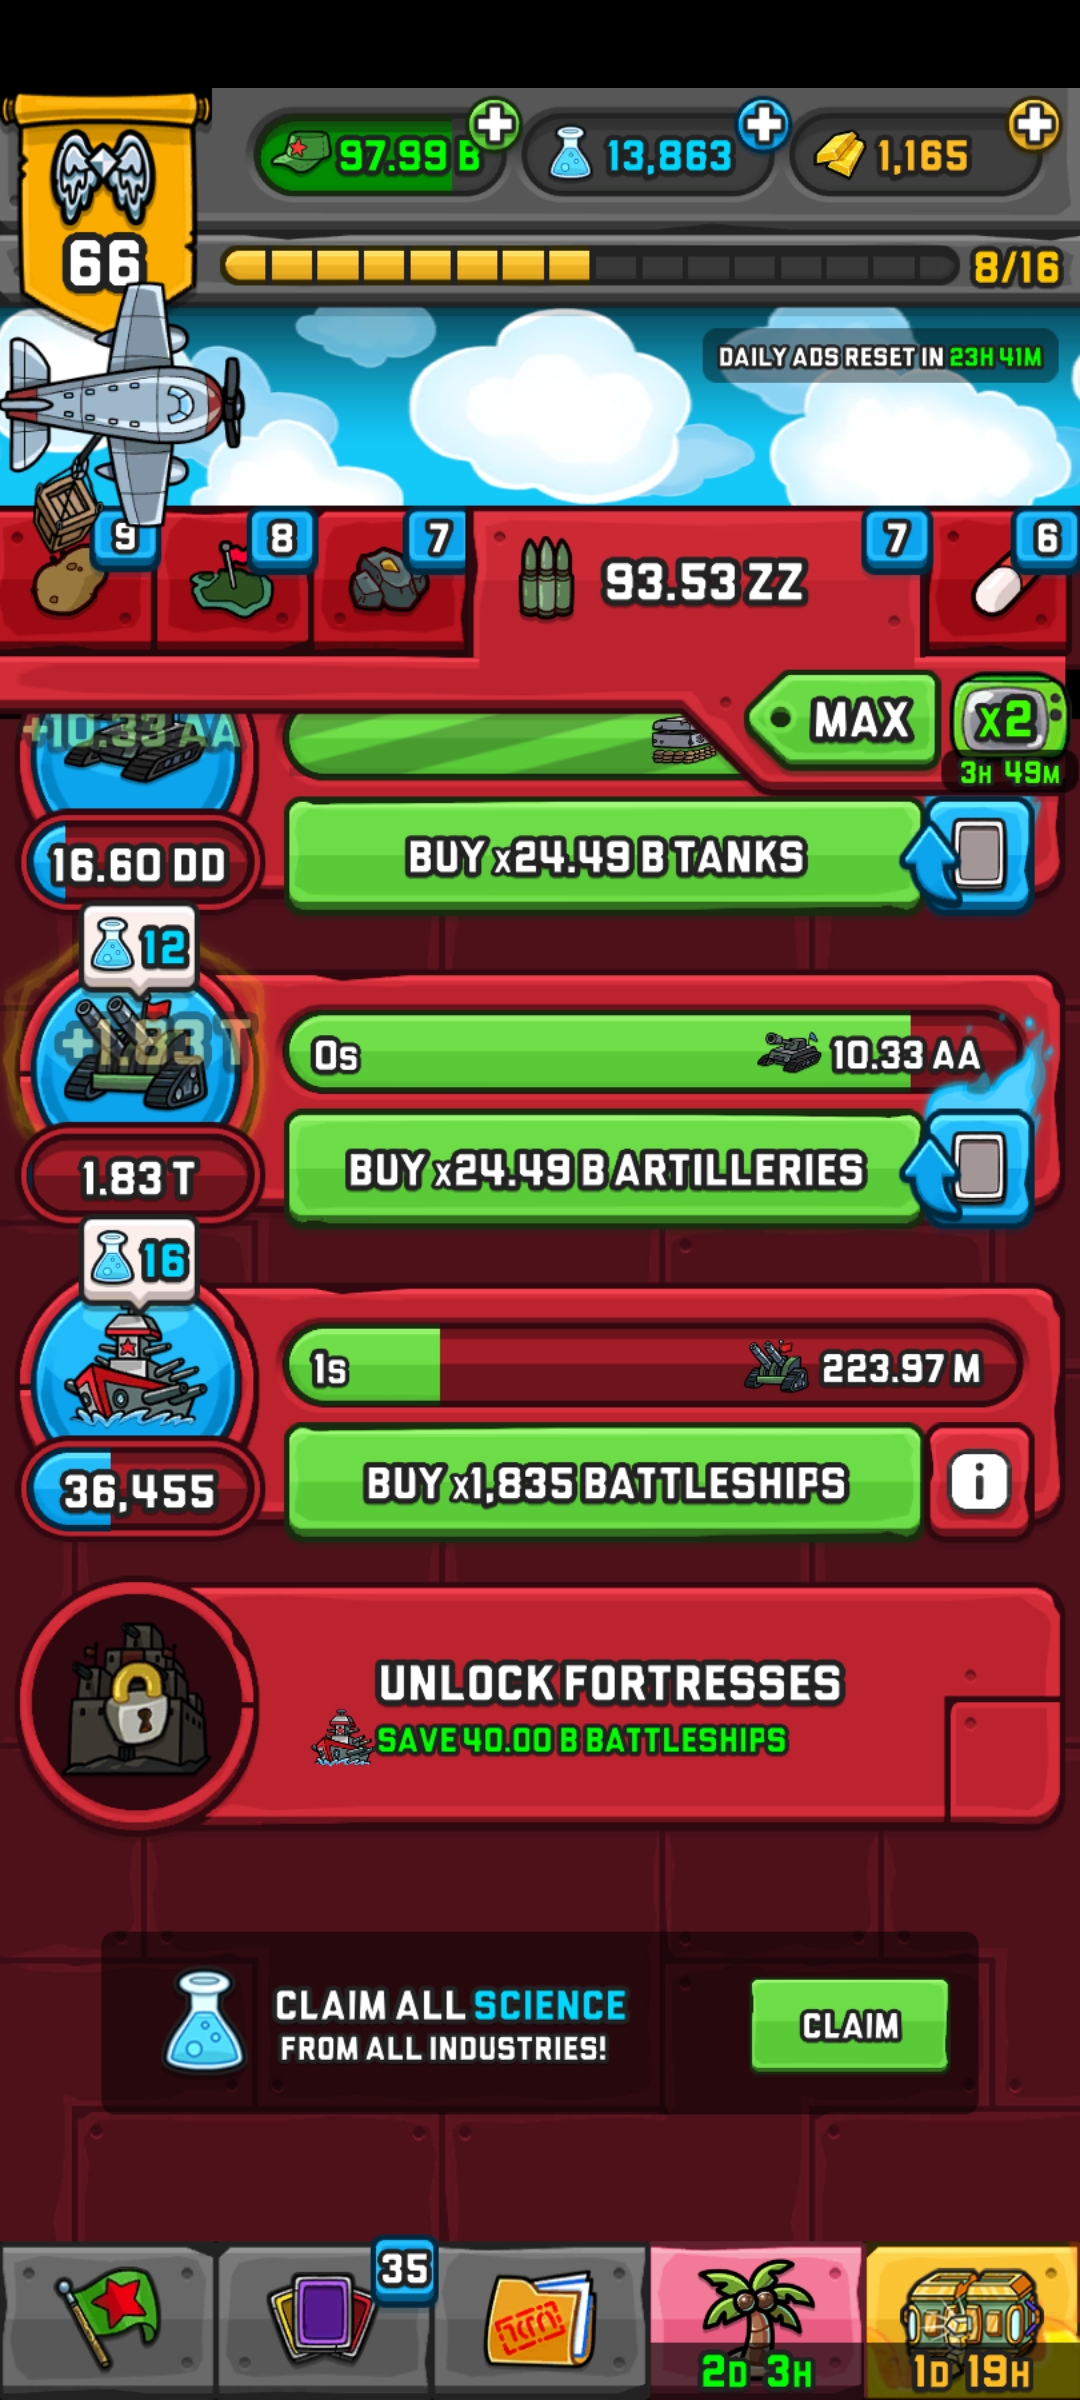 97.99 B
13,863
1,165
66
8/16
DAILY ADS RESET IN 23H 41M
9
8
7
93.53 ZZ
7
6
MAX
x2
3H 49M
+10.33 AA
16.60 DD
BUY x24.49 B TANKS
12
+1.83 T
0s
10.33 AA
1.83 T
BUY x24.49 B ARTILLERIES
16
1s
223.97 M
36,455
BUY x1,835 BATTLESHIPS
i
UNLOCK FORTRESSES
SAVE 40.00 B BATTLESHIPS
CLAIM ALL SCIENCE
FROM ALL INDUSTRIES!
CLAIM
35
2D 3H
1D 19H